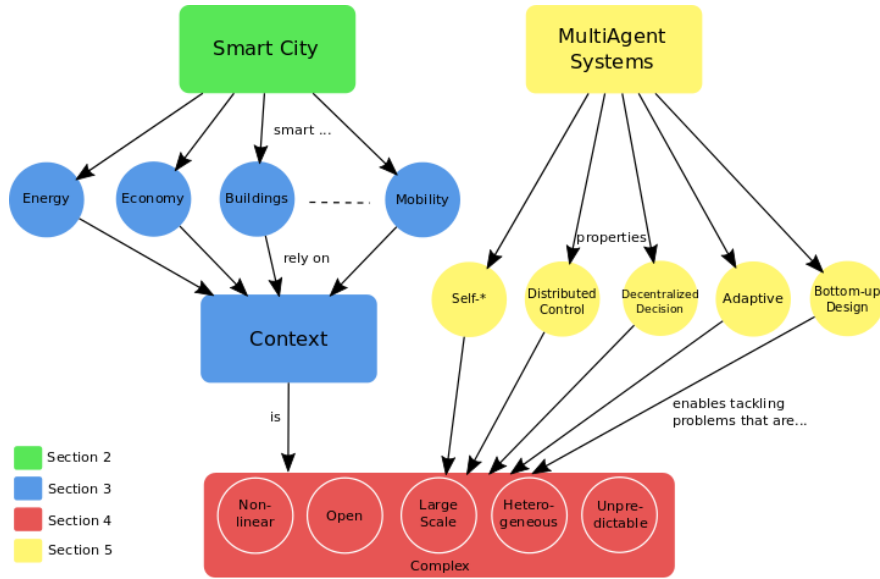 Smart City
MultiAgent
Systems
smart ...
Energy
Economy
Buildings
Mobility
properties
rely on
Self-*
Distributed
Control
Decentralized
Decision
Adaptive
Bottom-up
Design
Context
is
enables tackling
problems that are...
Section 2
Section 3
Section 4
Section 5
Non-
linear
Open
Large
Scale
Hetero-
geneous
Unpre-
dictable
Complex